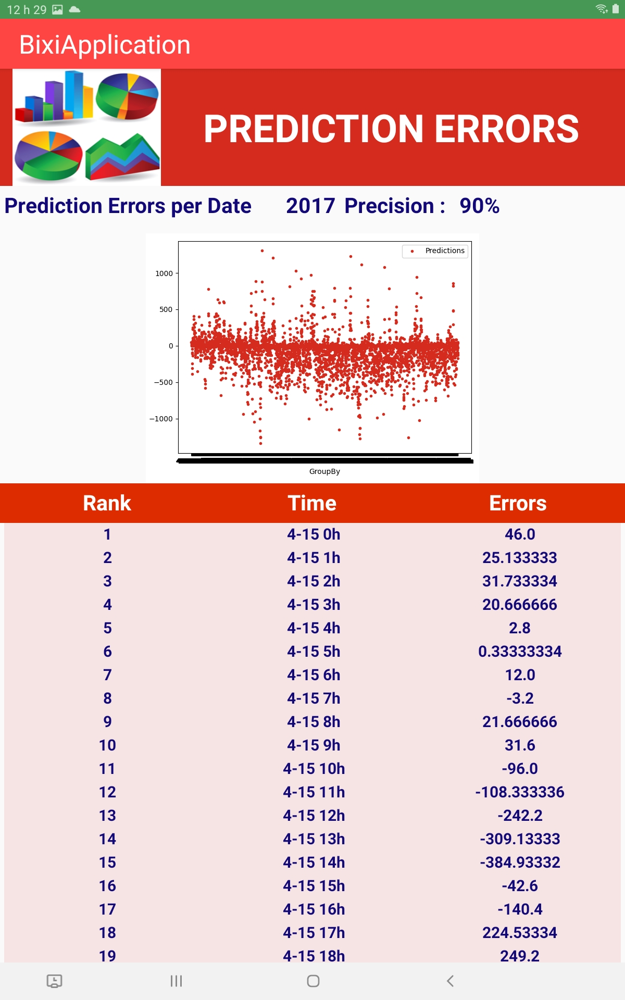 12 h 29
BixiApplication
PREDICTION ERRORS
Prediction Errors per Date 2017 Precision : 90%
Predictions
1000
500
0
−500
−1000
GroupBy
Rank Time Errors
1 4-15 0h 46.0
2 4-15 1h 25.133333
3 4-15 2h 31.733334
4 4-15 3h 20.666666
5 4-15 4h 2.8
6 4-15 5h 0.33333334
7 4-15 6h 12.0
8 4-15 7h -3.2
9 4-15 8h 21.666666
10 4-15 9h 31.6
11 4-15 10h -96.0
12 4-15 11h -108.333336
13 4-15 12h -242.2
14 4-15 13h -309.13333
15 4-15 14h -384.93332
16 4-15 15h -42.6
17 4-15 16h -140.4
18 4-15 17h 224.53334
19 4-15 18h 249.2